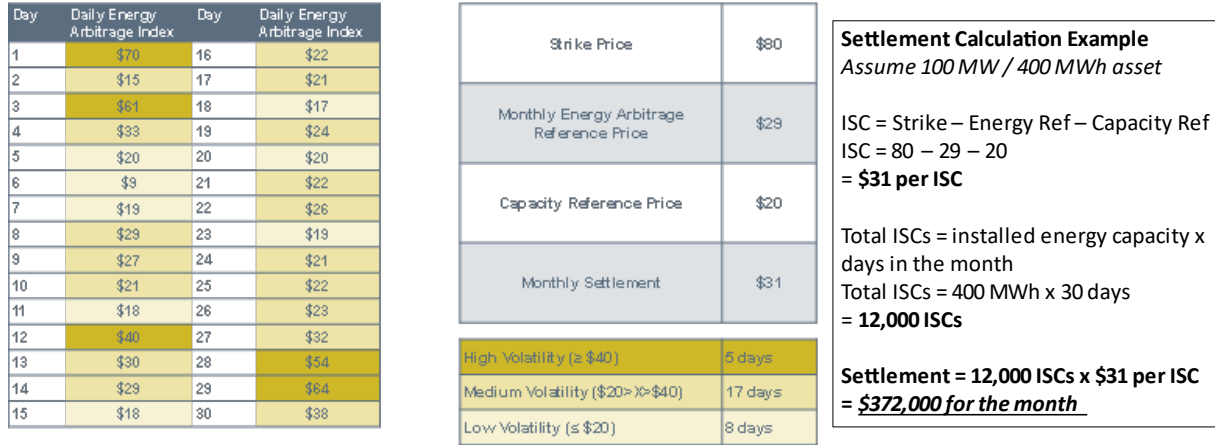 Day Daily Energy Arbitrage Index Day Daily Energy Arbitrage Index
1 $70 16 $22
2 $15 17 $21
3 $61 18 $17
4 $33 19 $24
5 $20 20 $20
6 $9 21 $22
7 $19 22 $26
8 $29 23 $19
9 $27 24 $21
10 $21 25 $22
11 $18 26 $23
12 $40 27 $32
13 $30 28 $54
14 $29 29 $64
15 $18 30 $38
Strike Price $80
Monthly Energy Arbitrage
Reference Price $29
Capacity Reference Price $20
Monthly Settlement $31
High Volatility (≥ $40) 5 days
Medium Volatility ($20>X>$40) 17 days
Low Volatility (≤ $20) 8 days
Settlement Calculation Example
Assume 100 MW / 400 MWh asset
ISC = Strike – Energy Ref – Capacity Ref
ISC = 80 – 29 – 20
= $31 per ISC
Total ISCs = installed energy capacity x
days in the month
Total ISCs = 400 MWh x 30 days
= 12,000 ISCs
Settlement = 12,000 ISCs x $31 per ISC
= $372,000 for the month